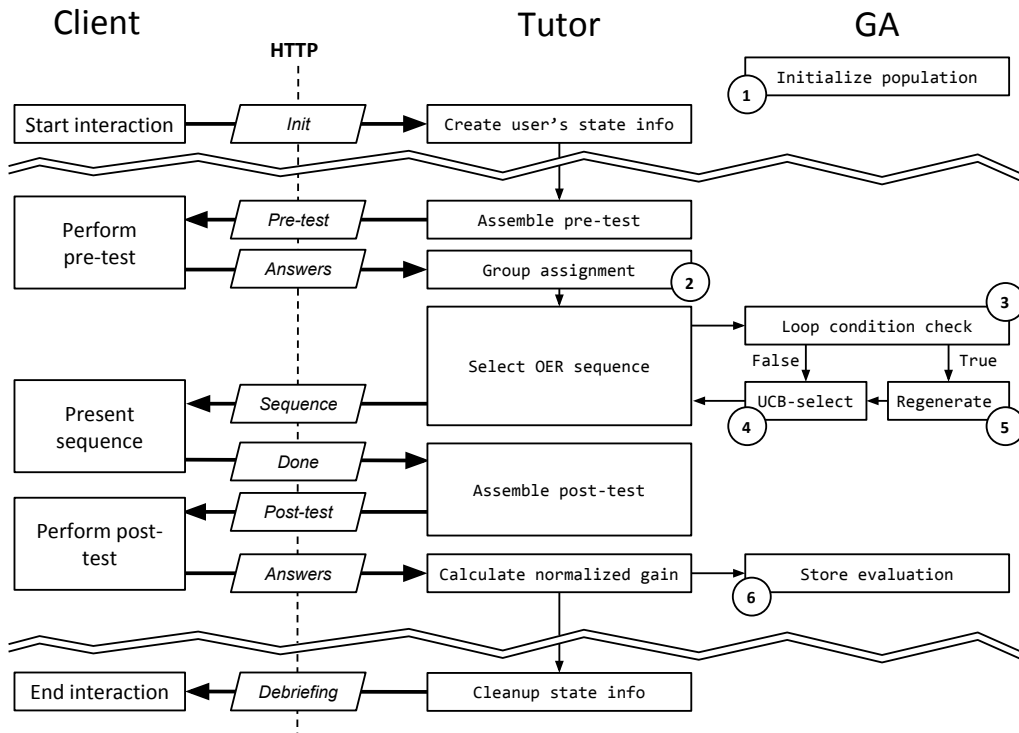 Client
Tutor
GA
HTTP
Initialize population
1
Start interaction
Init
Create user's state info
Perform
pre-test
Pre-test
Assemble pre-test
Answers
Group assignment
2
3
Loop condition check
False
True
Select OER sequence
UCB-select
Regenerate
4
5
Present
sequence
Sequence
Done
Assemble post-test
Perform post-
test
Post-test
Answers
Calculate normalized gain
Store evaluation
6
End interaction
Debriefing
Cleanup state info